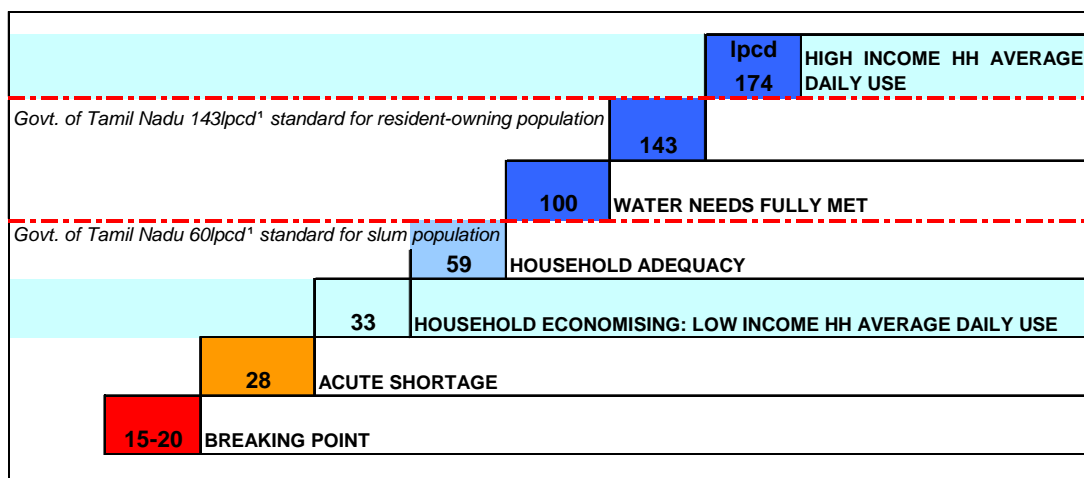 lpcd
174
HIGH INCOME HH AVERAGE
DAILY USE
Govt. of Tamil Nadu 143lpcd¹ standard for resident-owning population
143
100
WATER NEEDS FULLY MET
Govt. of Tamil Nadu 60lpcd¹ standard for slum population
59
HOUSEHOLD ADEQUACY
33
HOUSEHOLD ECONOMISING: LOW INCOME HH AVERAGE DAILY USE
28
ACUTE SHORTAGE
15-20
BREAKING POINT